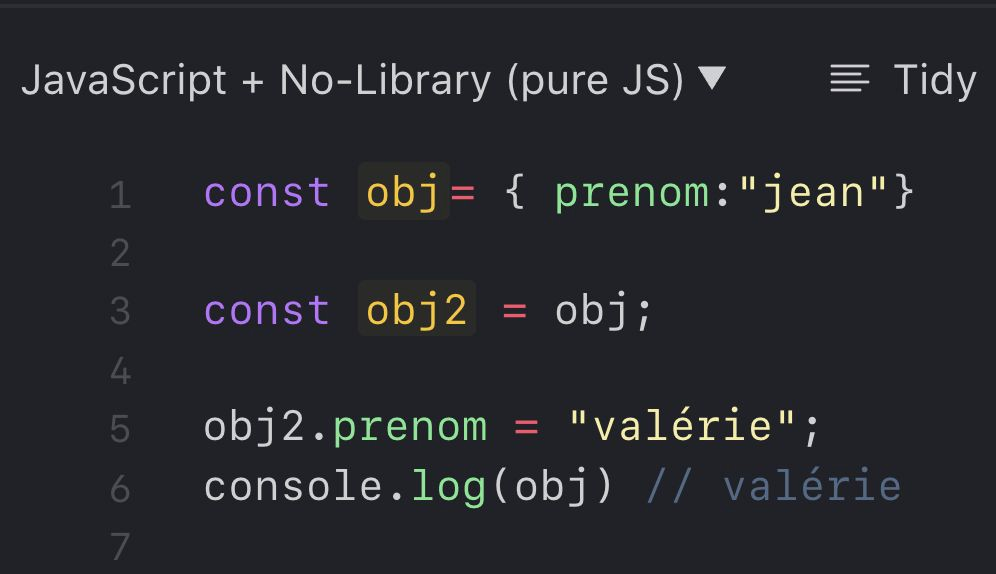 JavaScript + No-Library (pure JS) ▼ Tidy
1 const obj= { prenom:"jean"}
2
3 const obj2 = obj;
4
5 obj2.prenom = "valérie";
6 console.log(obj) // valérie
7